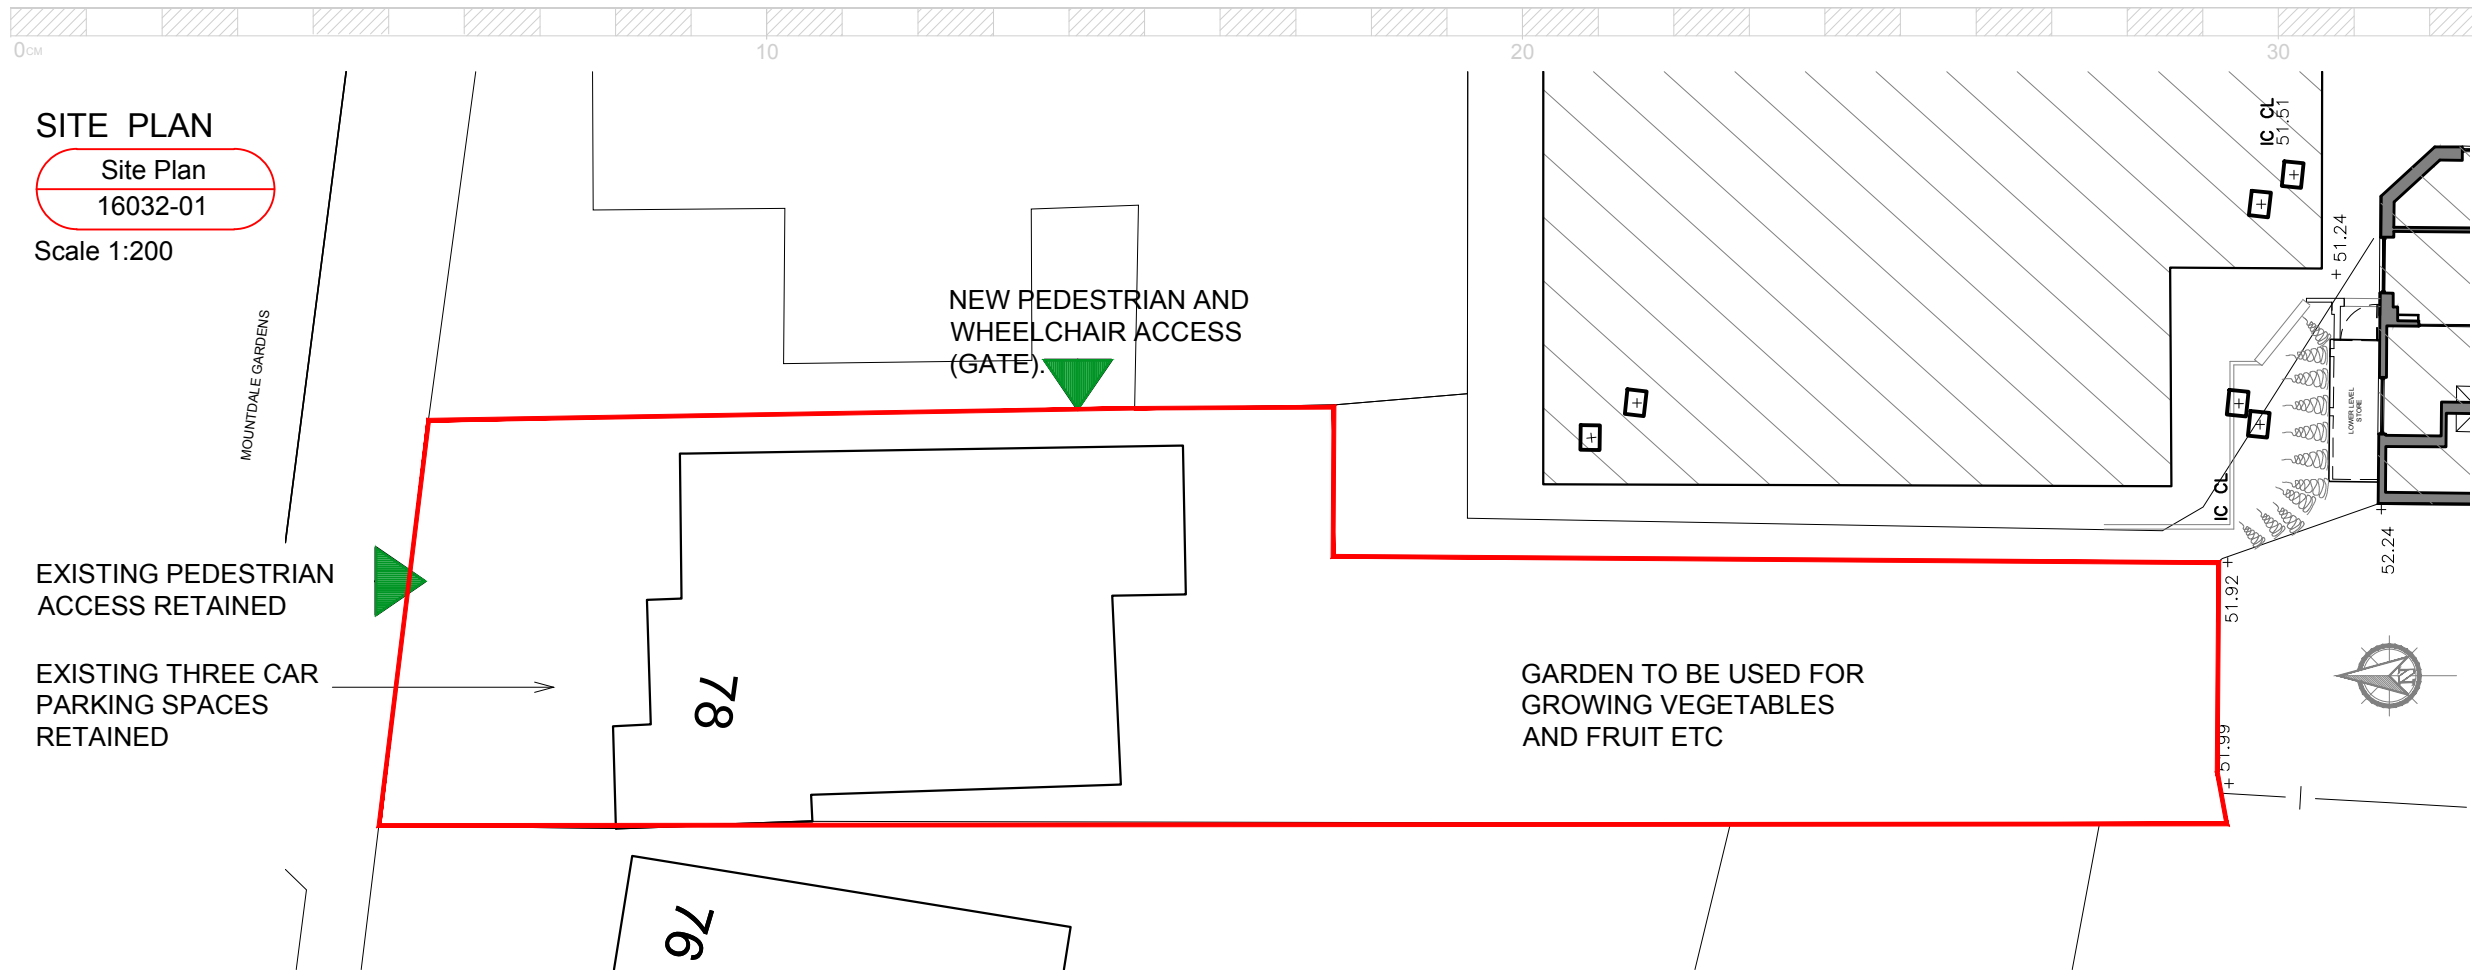 0CM 10 20 30
SITE PLAN
Site Plan
16032-01
Scale 1:200
MOUNTDALE GARDENS
NEW PEDESTRIAN AND
WHEELCHAIR ACCESS
(GATE).
IC CL
51.51
51.24
LOWER LEVEL
STORE
IC CL
52.24
51.92
51.99
EXISTING PEDESTRIAN
ACCESS RETAINED
EXISTING THREE CAR
PARKING SPACES
RETAINED
78
GARDEN TO BE USED FOR
GROWING VEGETABLES
AND FRUIT ETC
N
76